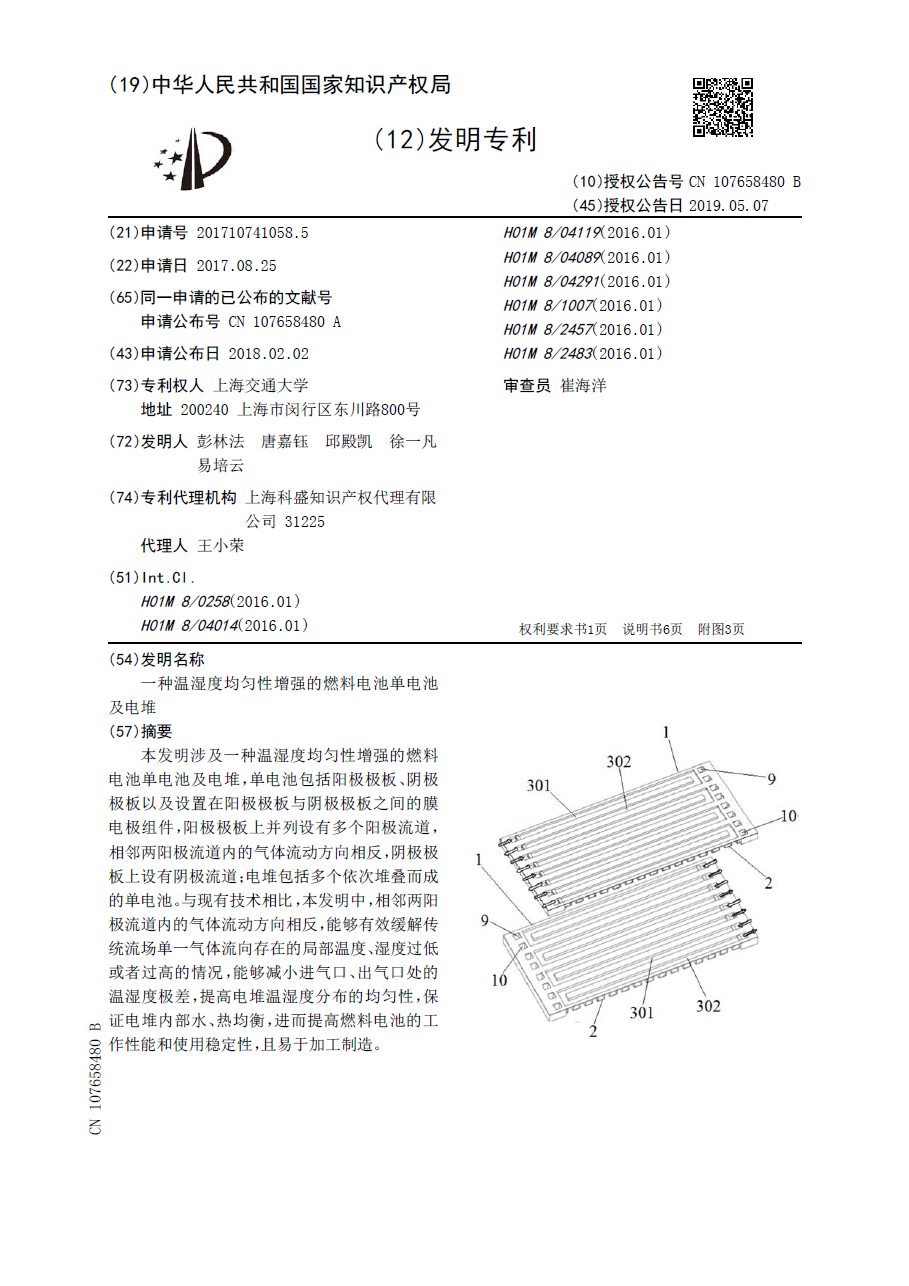 (19)中华人民共和国国家知识产权局
(12)发明专利
(10)授权公告号 CN 107658480 B
(45)授权公告日 2019.05.07
(21)申请号 201710741058.5
(22)申请日 2017.08.25
(65)同一申请的已公布的文献号
申请公布号 CN 107658480 A
(43)申请公布日 2018.02.02
(73)专利权人 上海交通大学
地址 200240 上海市闵行区东川路800号
(72)发明人 彭林法 唐嘉钰 邱殿凯 徐一凡
易培云
(74)专利代理机构 上海科盛知识产权代理有限
公司 31225
代理人 王小荣
(51)Int.Cl.
H01M 8/0258(2016.01)
H01M 8/04014(2016.01)
H01M 8/04119(2016.01)
H01M 8/04089(2016.01)
H01M 8/04291(2016.01)
H01M 8/1007(2016.01)
H01M 8/2457(2016.01)
H01M 8/2483(2016.01)
审查员 崔海洋
权利要求书1页 说明书6页 附图3页
(54)发明名称
一种温湿度均匀性增强的燃料电池单电池
及电堆
(57)摘要
本发明涉及一种温湿度均匀性增强的燃料
电池单电池及电堆,单电池包括阳极极板、阴极
极板以及设置在阳极极板与阴极极板之间的膜
电极组件,阳极极板上并列设有多个阳极流道,
相邻两阳极流道内的气体流动方向相反,阴极极
板上设有阴极流道;电堆包括多个依次堆叠而成
的单电池。与现有技术相比,本发明中,相邻两阳
极流道内的气体流动方向相反,能够有效缓解传
统流场单一气体流向存在的局部温度、湿度过低
或者过高的情况,能够减小进气口、出气口处的
温湿度极差,提高电堆温湿度分布的均匀性,保
证电堆内部水、热均衡,进而提高燃料电池的工
作性能和使用稳定性,且易于加工制造。
1
302
301
9
10
1
2
9
10
301
302
2
CN 107658480 B